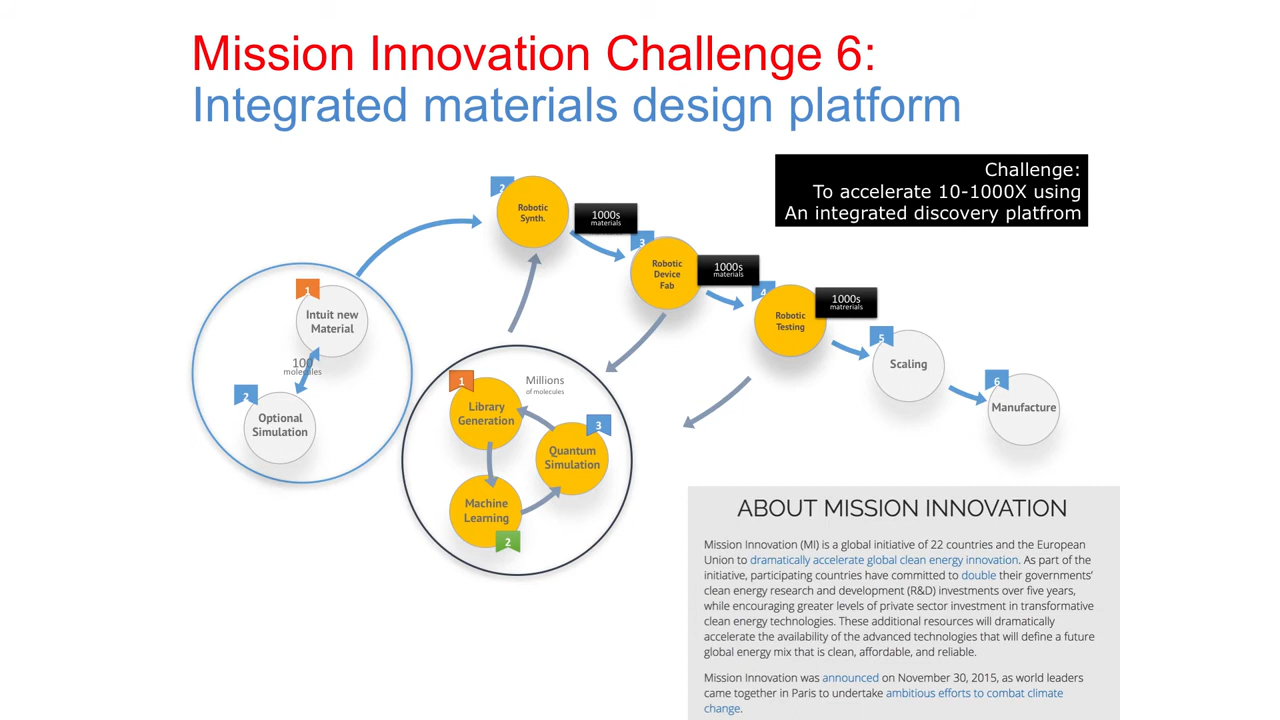 Mission Innovation Challenge 6:
Integrated materials design platform
Challenge:
To accelerate 10-1000X using
An integrated discovery platfrom
2
Robotic
Synth.
1000s
materials
3
Robotic
Device
Fab
1000s
materials
4
Robotic
Testing
1000s
matrerials
5
Scaling
6
Manufacture
1
Intuit new
Material
100
molecules
2
Optional
Simulation
1
Library
Generation
Millions
of molecules
3
Quantum
Simulation
Machine
Learning
2
ABOUT MISSION INNOVATION
Mission Innovation (MI) is a global initiative of 22 countries and the European
Union to dramatically accelerate global clean energy innovation. As part of the
initiative, participating countries have committed to double their governments’
clean energy research and development (R&D) investments over five years,
while encouraging greater levels of private sector investment in transformative
clean energy technologies. These additional resources will dramatically
accelerate the availability of the advanced technologies that will define a future
global energy mix that is clean, affordable, and reliable.
Mission Innovation was announced on November 30, 2015, as world leaders
came together in Paris to undertake ambitious efforts to combat climate
change.